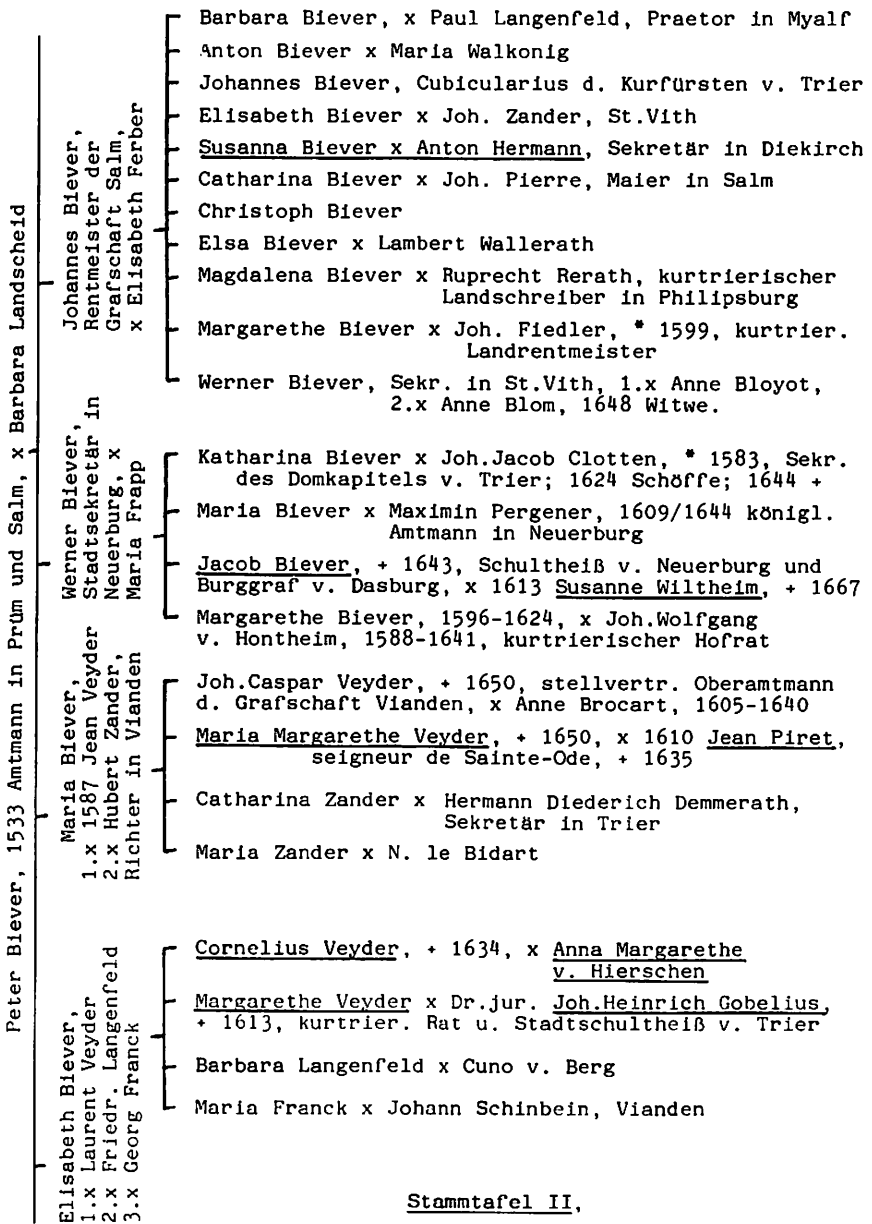 Peter Biever, 1533 Amtmann in Prüm und Salm, x Barbara Landscheid
Johannes Biever,
Rentmeister der
Grafschaft Salm,
x Elisabeth Ferber
Barbara Biever, x Paul Langenfeld, Praetor in Myalf
Anton Biever x Maria Walkonig
Johannes Biever, Cubicularius d. Kurfürsten v. Trier
Elisabeth Biever x Joh. Zander, St.Vith
Susanna Biever x Anton Hermann, Sekretär in Diekirch
Catharina Biever x Joh. Pierre, Maier in Salm
Christoph Biever
Elsa Biever x Lambert Wallerath
Magdalena Biever x Ruprecht Rerath, kurtrierischer
Landschreiber in Philipsburg
Margarethe Biever x Joh. Fiedler, * 1599, kurtrier.
Landrentmeister
Werner Biever, Sekr. in St.Vith, 1.x Anne Bloyot,
2.x Anne Blom, 1648 Witwe.
Werner Biever,
Stadtsekretär in
Neuerburg, x
Maria Frapp
Katharina Biever x Joh.Jacob Clotten, * 1583, Sekr.
des Domkapitels v. Trier; 1624 Schöffe; 1644 +
Maria Biever x Maximin Pergener, 1609/1644 königl.
Amtmann in Neuerburg
Jacob Biever, + 1643, Schultheiß v. Neuerburg und
Burggraf v. Dasburg, x 1613 Susanne Wiltheim, + 1667
Margarethe Biever, 1596-1624, x Joh.Wolfgang
v. Hontheim, 1588-1641, kurtrierischer Hofrat
Maria Biever,
1.x 1587 Jean Veyder
2.x Hubert Zander,
Richter in Vianden
Joh.Caspar Veyder, + 1650, stellvertr. Oberamtmann
d. Grafschaft Vianden, x Anne Brocart, 1605-1640
Maria Margarethe Veyder, + 1650, x 1610 Jean Piret,
seigneur de Sainte-Ode, + 1635
Catharina Zander x Hermann Diederich Demmerath,
Sekretär in Trier
Maria Zander x N. le Bidart
Elisabeth Biever,
1.x Laurent Veyder
2.x Friedr. Langenfeld
3.x Georg Franck
Cornelius Veyder, + 1634, x Anna Margarethe
v. Hierschen
Margarethe Veyder x Dr.jur. Joh.Heinrich Gobelius,
+ 1613, kurtrier. Rat u. Stadtschultheiß v. Trier
Barbara Langenfeld x Cuno v. Berg
Maria Franck x Johann Schinbein, Vianden
Stammtafel II,